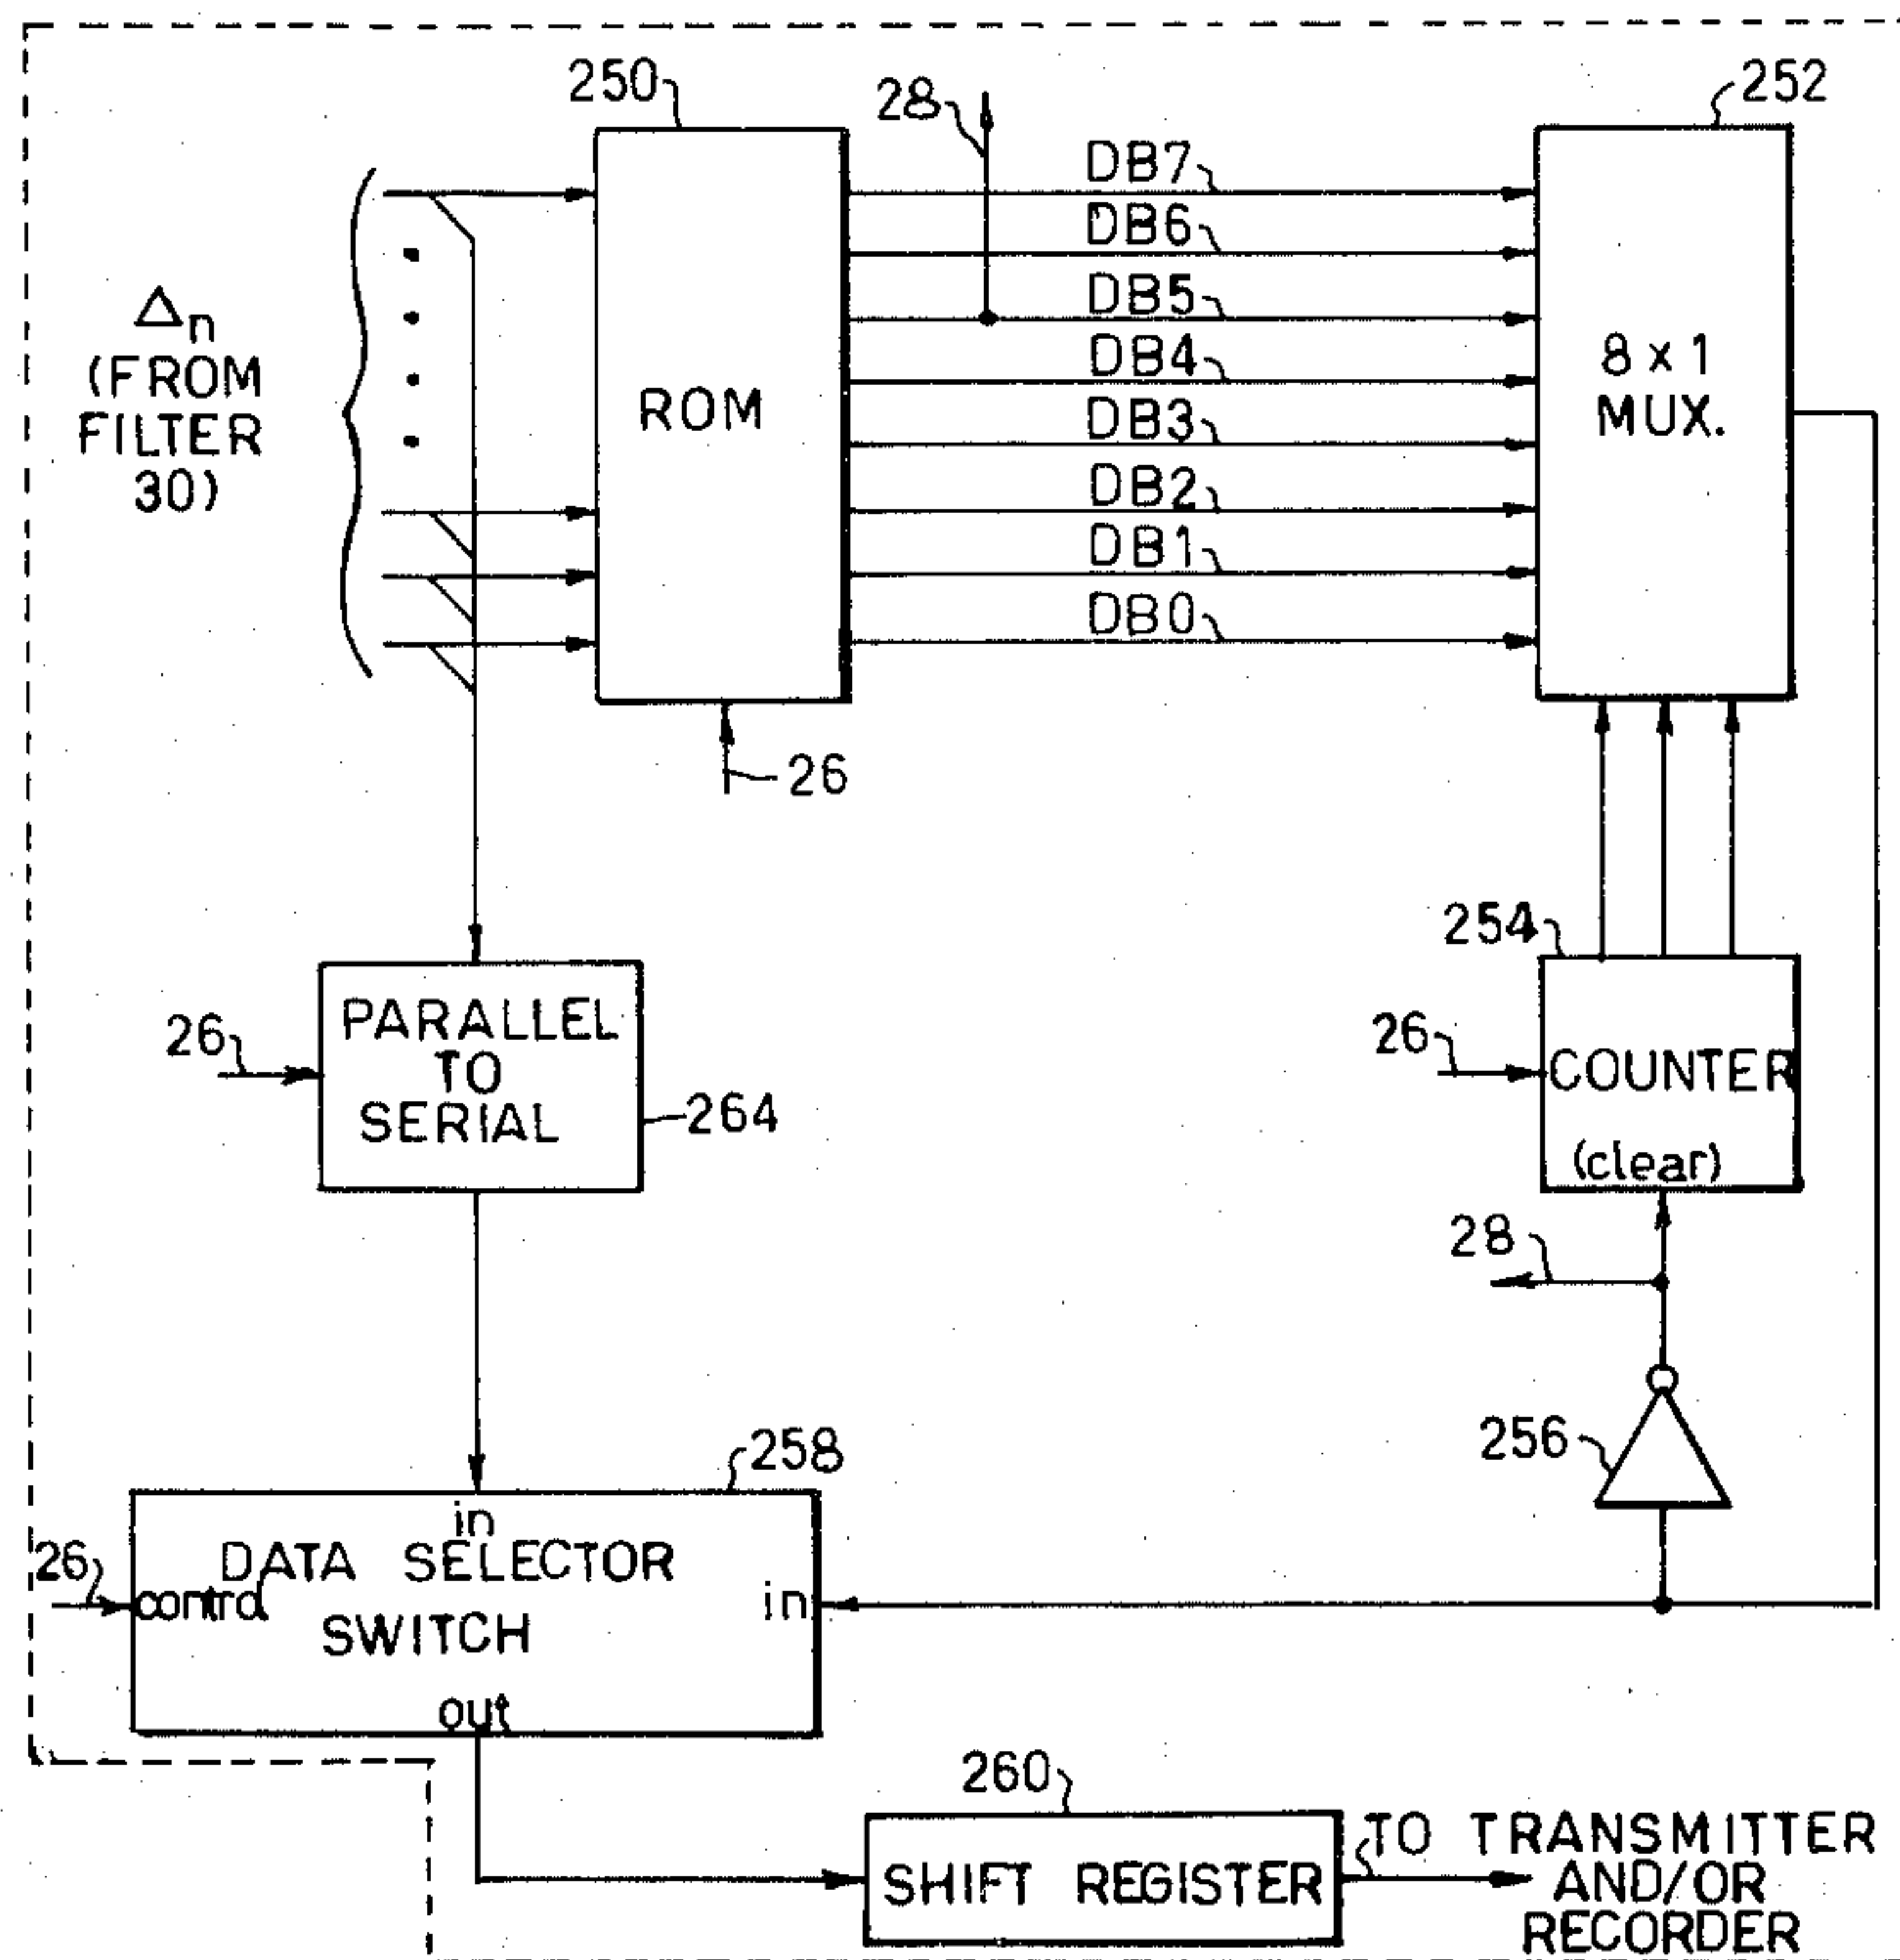 250
28
252
DB7
DB6
DB5
DB4
DB3
DB2
DB1
DB0
Δn
(FROM
FILTER
30)
ROM
8 x 1
MUX.
26
254
26
PARALLEL
TO
SERIAL
264
26
COUNTER
(clear)
28
256
258
in
26
DATA SELECTOR
control
SWITCH
in
out
260
SHIFT REGISTER
TO TRANSMITTER
AND/OR
RECORDER